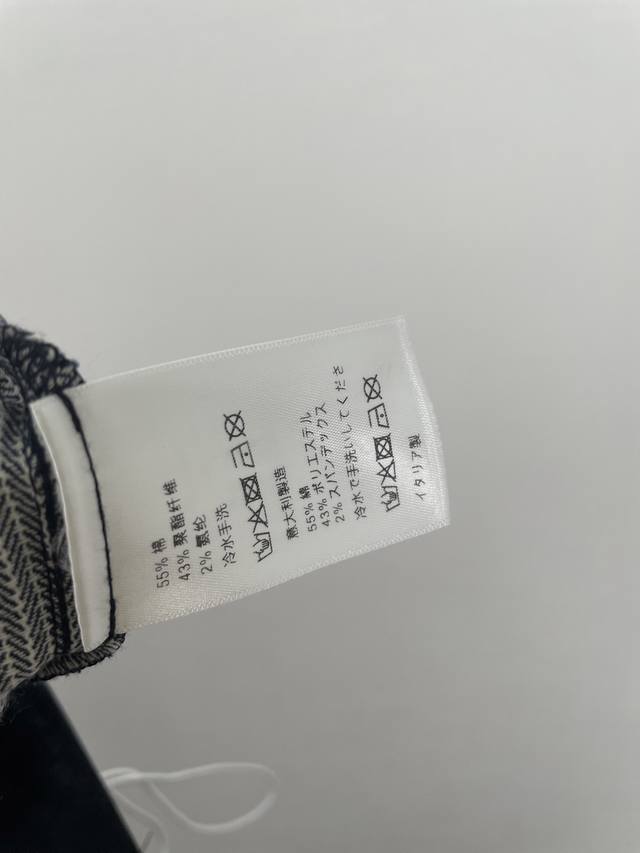 55% 棉
43% 聚酯纤维
2% 氨纶
冷水手洗
意大利製造
55% 綿
43% ポリエステル
2% スパンデックス
冷水で手洗いしてくださ
イタリア製